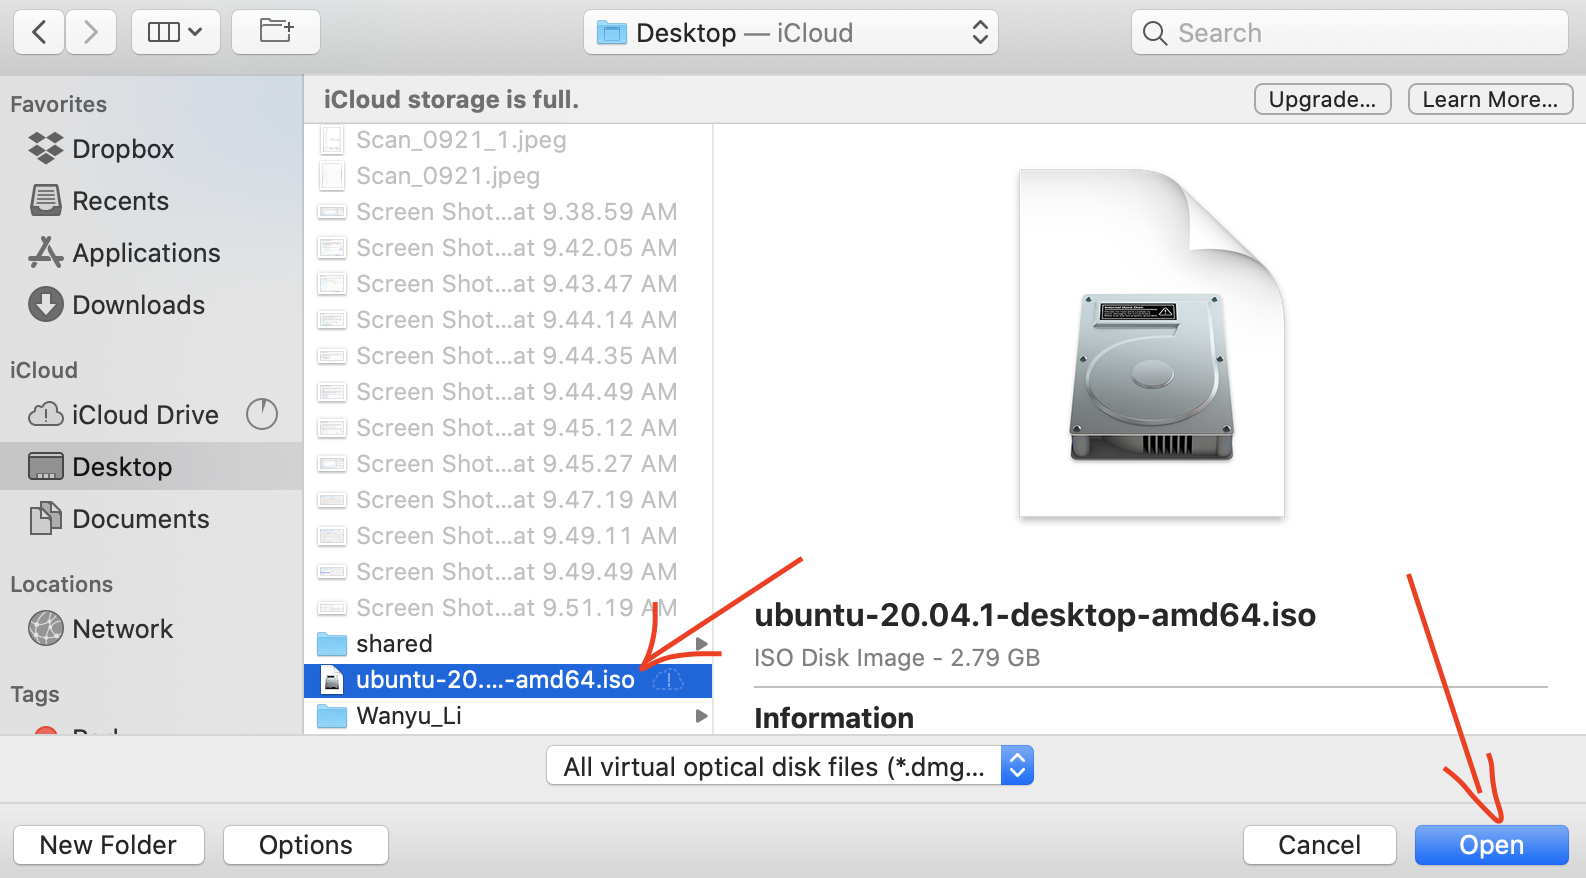 Desktop — iCloud
Search
Favorites
Dropbox
Recents
Applications
Downloads
iCloud
iCloud Drive
Desktop
Documents
Locations
Network
Tags
iCloud storage is full.
Upgrade...
Learn More...
Scan_0921_1.jpeg
Scan_0921.jpeg
Screen Shot...at 9.38.59 AM
Screen Shot...at 9.42.05 AM
Screen Shot...at 9.43.47 AM
Screen Shot...at 9.44.14 AM
Screen Shot...at 9.44.35 AM
Screen Shot...at 9.44.49 AM
Screen Shot...at 9.45.12 AM
Screen Shot...at 9.45.27 AM
Screen Shot...at 9.47.19 AM
Screen Shot...at 9.49.11 AM
Screen Shot...at 9.49.49 AM
Screen Shot...at 9.51.19 AM
shared
ubuntu-20....-amd64.iso
Wanyu_Li
ubuntu-20.04.1-desktop-amd64.iso
ISO Disk Image - 2.79 GB
Information
All virtual optical disk files (*.dmg...
New Folder
Options
Cancel
Open